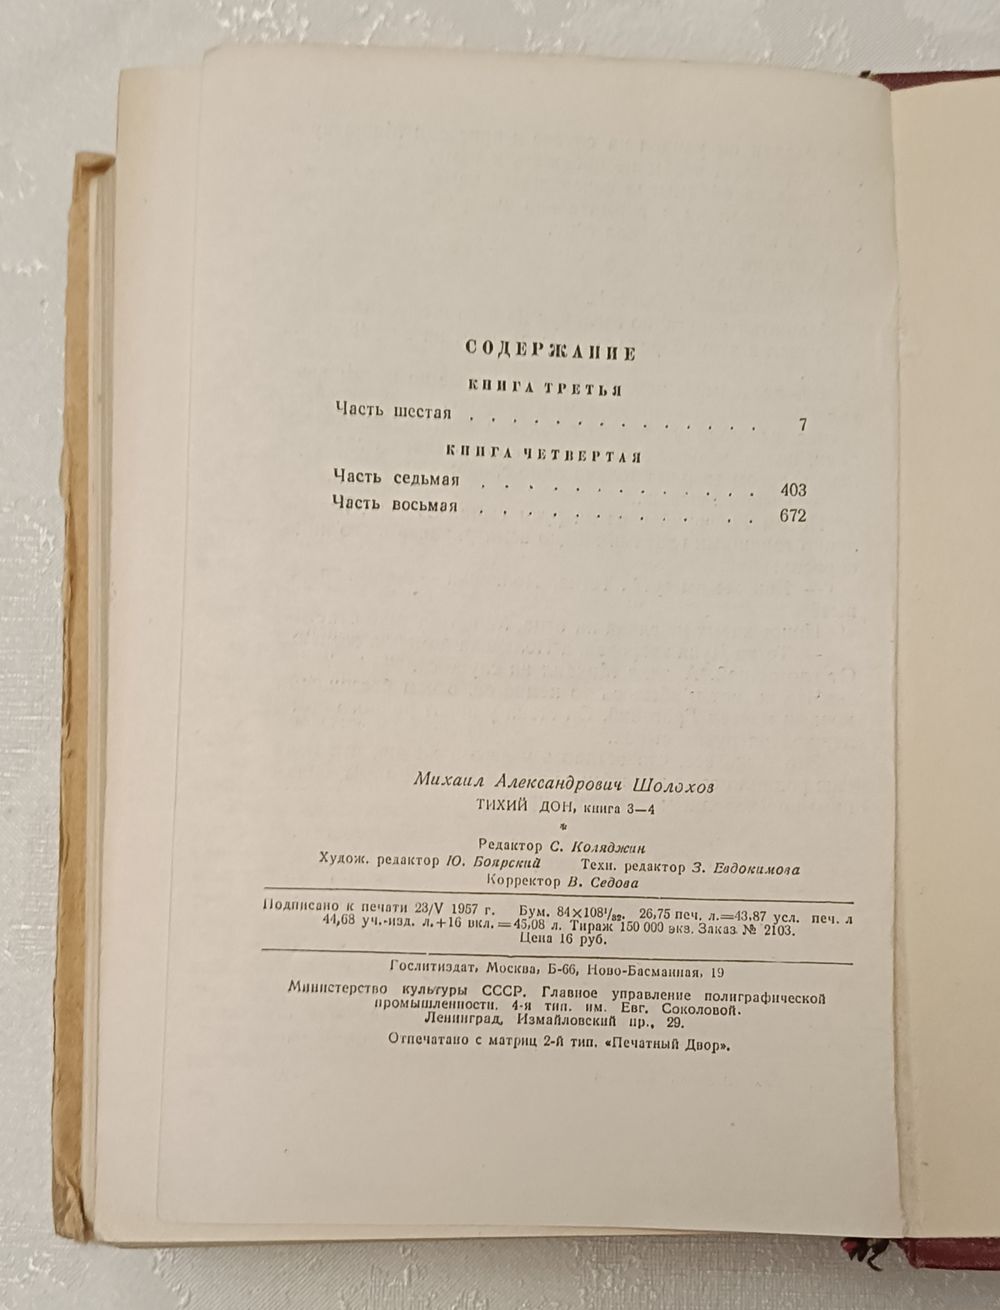 СОДЕРЖАНИЕ
КНИГА ТРЕТЬЯ
Часть шестая . . . . . . . . . . . . . . 7
КНИГА ЧЕТВЕРТАЯ
Часть седьмая . . . . . . . . . . . . . 403
Часть восьмая . . . . . . . . . . . . 672
Михаил Александрович Шолохов
ТИХИЙ ДОН, книга 3—4
*
Редактор С. Коляджин
Худож. редактор Ю. Боярский Техн. редактор З. Евдокимова
Корректор В. Седова
Подписано к печати 23/V 1957 г. Бум. 84×108¹/₃₂. 26,75 печ. л.=43,87 усл. печ. л
44,68 уч.-изд. л.+16 вкл.=45,08 л. Тираж 150 000 экз. Заказ № 2103.
Цена 16 руб.
Гослитиздат, Москва, Б-66, Ново-Басманная, 19
Министерство культуры СССР. Главное управление полиграфической
промышленности. 4-я тип. им. Евг. Соколовой.
Ленинград, Измайловский пр., 29.
Отпечатано с матриц 2-й тип. «Печатный Двор».